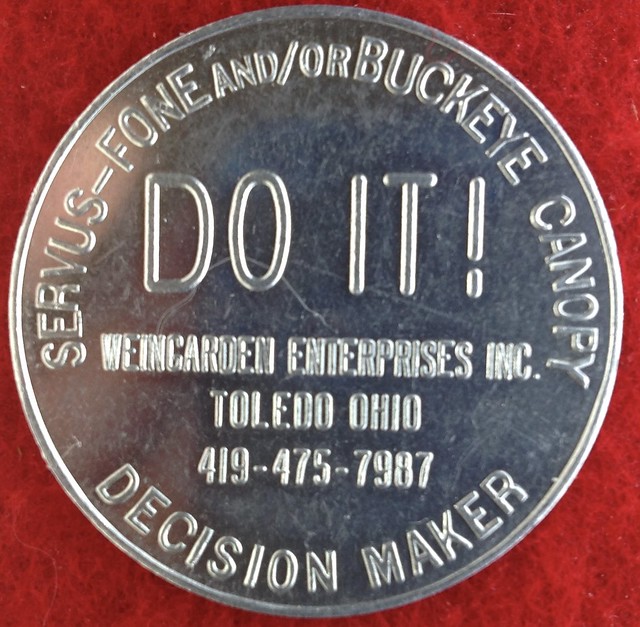 SERVUS-FONE AND/OR BUCKEYE CANOPY
DO IT!
WEINGARDEN ENTERPRISES INC.
TOLEDO OHIO
419-475-7987
DECISION MAKER